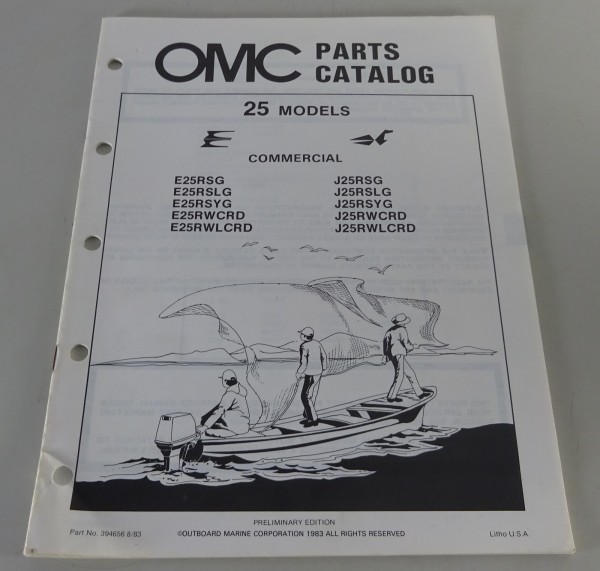 OMC PARTS
CATALOG
25 MODELS
COMMERCIAL
E25RSG J25RSG
E25RSLG J25RSLG
E25RSYG J25RSYG
E25RWCRD J25RWCRD
E25RWLCRD J25RWLCRD
PRELIMINARY EDITION
Part No. 394656 8/83 ©OUTBOARD MARINE CORPORATION 1983 ALL RIGHTS RESERVED Litho U.S.A.